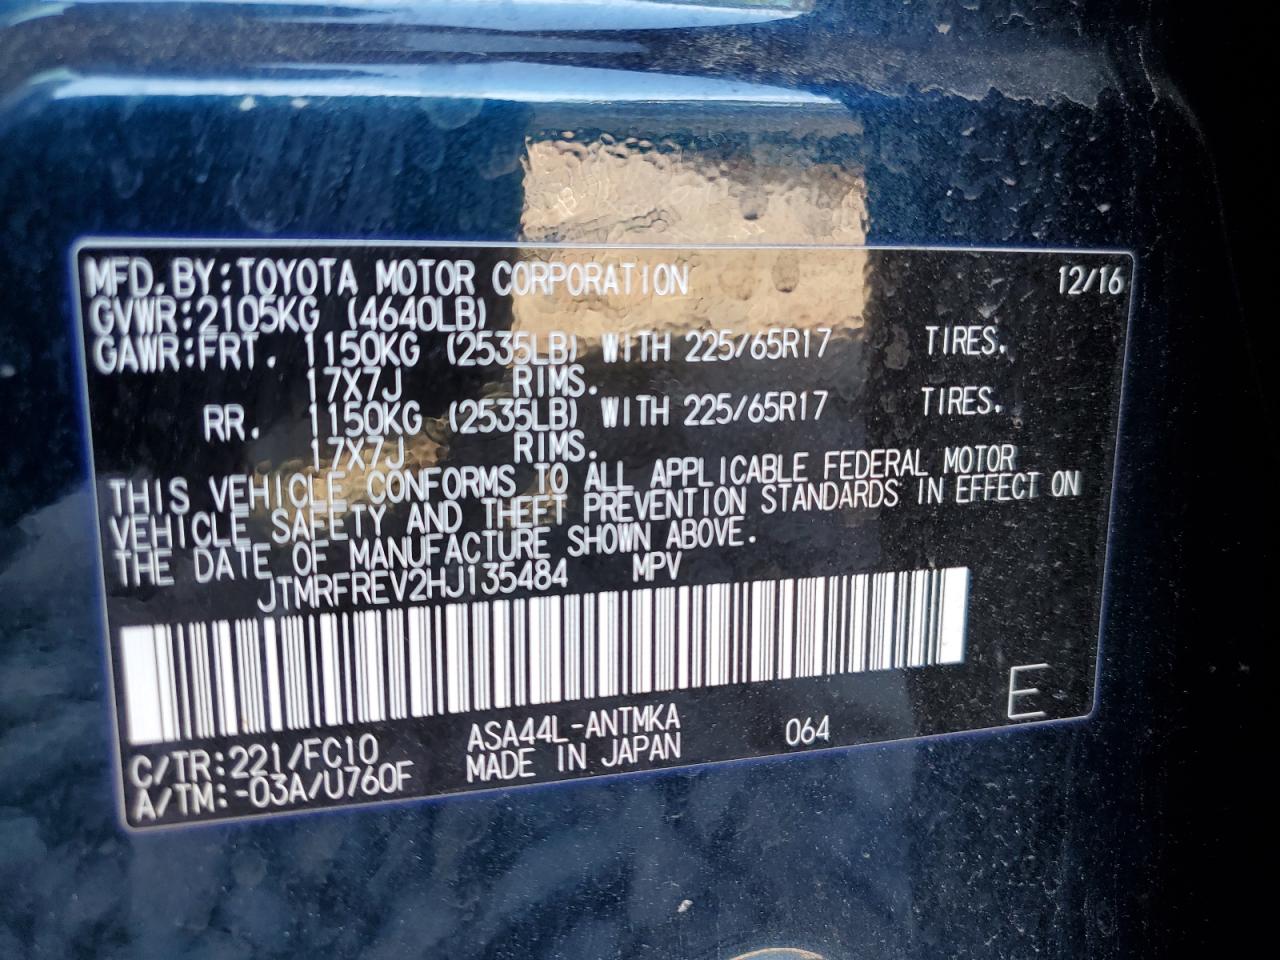 MFD.BY:TOYOTA MOTOR CORPORATION 12/16
GVWR:2105KG (4640LB)
GAWR:FRT. 1150KG (2535LB) WITH 225/65R17 TIRES.
17X7J RIMS.
RR. 1150KG (2535LB) WITH 225/65R17 TIRES.
17X7J RIMS.
THIS VEHICLE CONFORMS TO ALL APPLICABLE FEDERAL MOTOR
VEHICLE SAFETY AND THEFT PREVENTION STANDARDS IN EFFECT ON
THE DATE OF MANUFACTURE SHOWN ABOVE.
JTMRFREV2HJ135484 MPV
C/TR:221/FC10 ASA44L-ANTMKA 064 E
A/TM:-03A/U760F MADE IN JAPAN